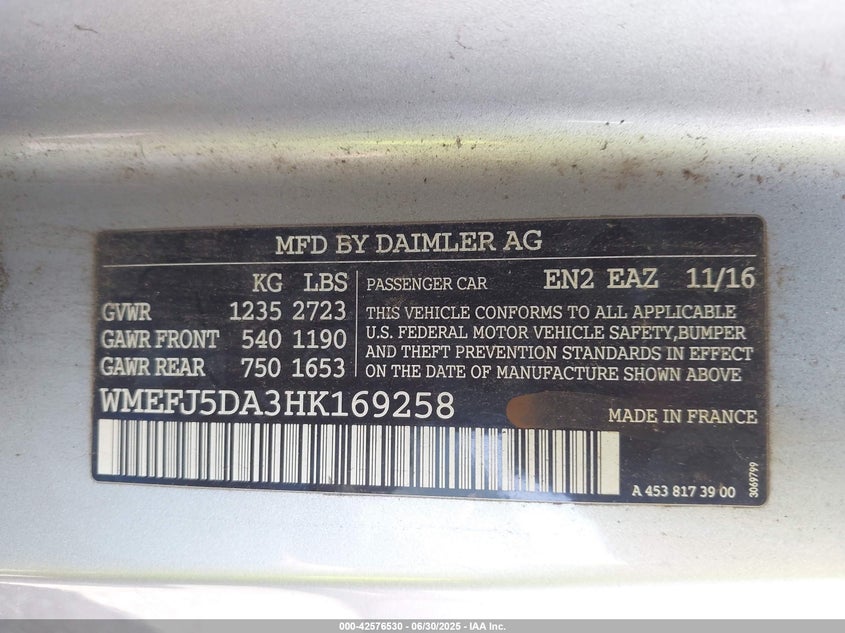 MFD BY DAIMLER AG
KG LBS
GVWR 1235 2723
GAWR FRONT 540 1190
GAWR REAR 750 1653
PASSENGER CAR EN2 EAZ 11/16
THIS VEHICLE CONFORMS TO ALL APPLICABLE
U.S. FEDERAL MOTOR VEHICLE SAFETY,BUMPER
AND THEFT PREVENTION STANDARDS IN EFFECT
ON THE DATE OF MANUFACTURE SHOWN ABOVE
WMEFJ5DA3HK169258
MADE IN FRANCE
A 453 817 39 00
3069799
000-42576530 - 06/30/2025 - IAA Inc.